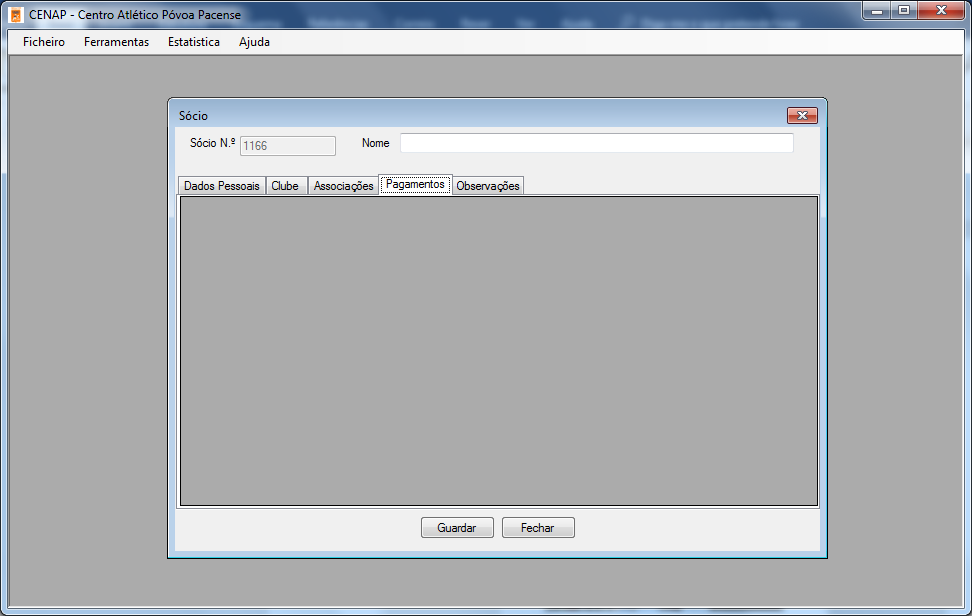 CENAP - Centro Atlético Póvoa Pacense
Ficheiro Ferramentas Estatistica Ajuda
Sócio
Sócio N.º 1166 Nome
Dados Pessoais Clube Associações Pagamentos Observações
Guardar Fechar